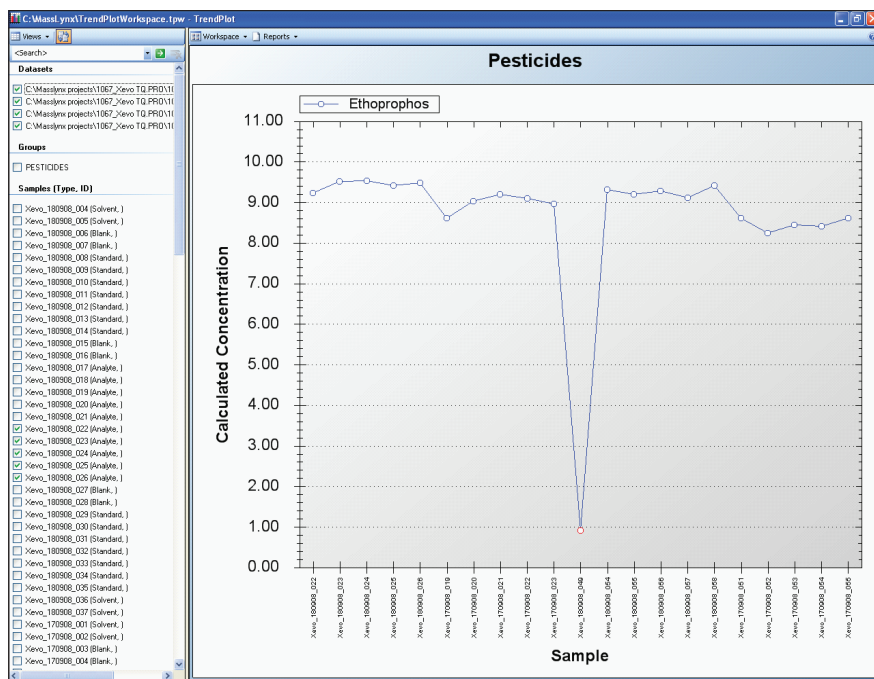 C:\MassLynx\TrendPlotWorkspace.tpw - TrendPlot
Views
Workspace Reports
<Search>
Datasets
C:\Masslynx projects\1067_Xevo TQ.PRO\10
C:\Masslynx projects\1067_Xevo TQ.PRO\10
C:\Masslynx projects\1067_Xevo TQ.PRO\10
C:\Masslynx projects\1067_Xevo TQ.PRO\10
Groups
PESTICIDES
Samples (Type, ID)
Xevo_180908_004 (Solvent, )
Xevo_180908_005 (Solvent, )
Xevo_180908_006 (Blank, )
Xevo_180908_007 (Blank, )
Xevo_180908_008 (Standard, )
Xevo_180908_009 (Standard, )
Xevo_180908_010 (Standard, )
Xevo_180908_011 (Standard, )
Xevo_180908_012 (Standard, )
Xevo_180908_013 (Standard, )
Xevo_180908_014 (Standard, )
Xevo_180908_015 (Blank, )
Xevo_180908_016 (Blank, )
Xevo_180908_017 (Analyte, )
Xevo_180908_018 (Analyte, )
Xevo_180908_019 (Analyte, )
Xevo_180908_020 (Analyte, )
Xevo_180908_021 (Analyte, )
Xevo_180908_022 (Analyte, )
Xevo_180908_023 (Analyte, )
Xevo_180908_024 (Analyte, )
Xevo_180908_025 (Analyte, )
Xevo_180908_026 (Analyte, )
Xevo_180908_027 (Blank, )
Xevo_180908_028 (Blank, )
Xevo_180908_029 (Standard, )
Xevo_180908_030 (Standard, )
Xevo_180908_031 (Standard, )
Xevo_180908_032 (Standard, )
Xevo_180908_033 (Standard, )
Xevo_180908_034 (Standard, )
Xevo_180908_035 (Standard, )
Xevo_180908_036 (Solvent, )
Xevo_180908_037 (Solvent, )
Xevo_170908_001 (Solvent, )
Xevo_170908_002 (Solvent, )
Xevo_170908_003 (Blank, )
Xevo_170908_004 (Blank, )
Pesticides
Ethoprophos
11.00
10.00
9.00
8.00
7.00
6.00
5.00
4.00
3.00
2.00
1.00
0.00
Calculated Concentration
Xevo_180908_022
Xevo_180908_023
Xevo_180908_024
Xevo_180908_025
Xevo_180908_026
Xevo_170908_019
Xevo_170908_020
Xevo_170908_021
Xevo_170908_022
Xevo_170908_023
Xevo_180908_049
Xevo_180908_054
Xevo_180908_055
Xevo_180908_056
Xevo_180908_057
Xevo_180908_058
Xevo_170908_051
Xevo_170908_052
Xevo_170908_053
Xevo_170908_054
Xevo_170908_055
Sample